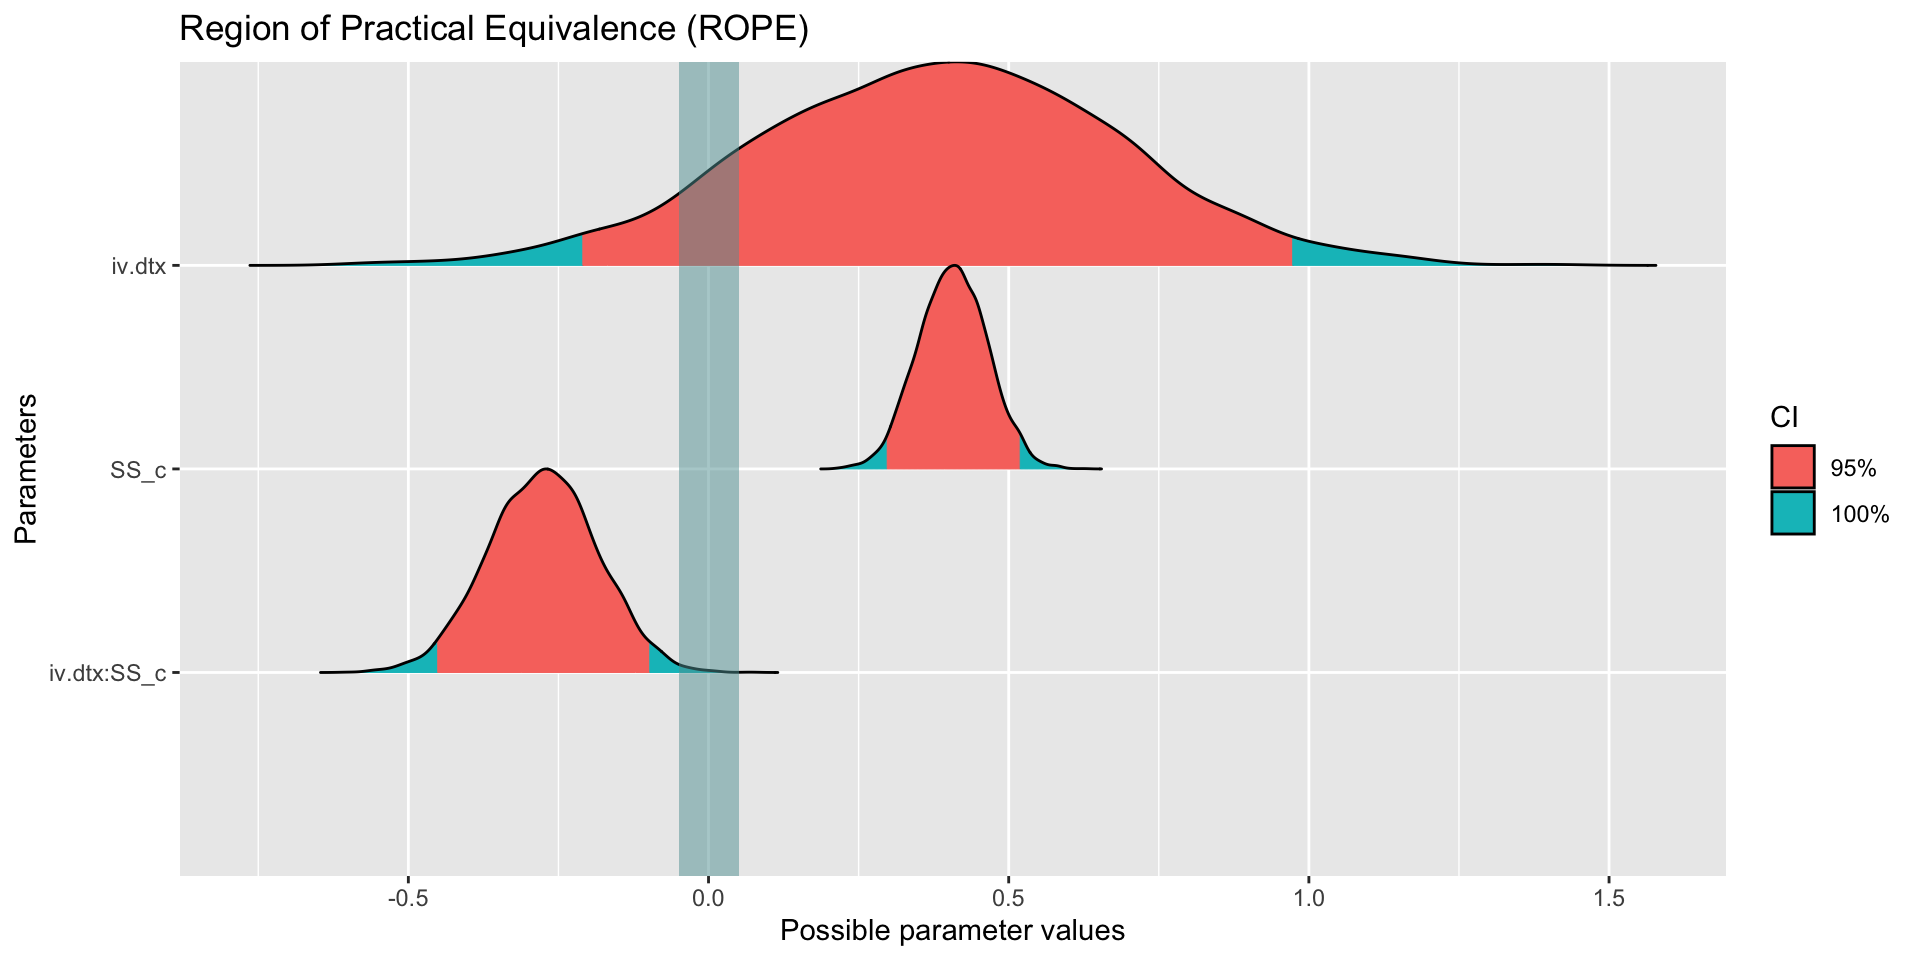 Region of Practical Equivalence (ROPE)
Parameters
iv.dtx
SS_c
iv.dtx:SS_c
-0.5 0.0 0.5 1.0 1.5
Possible parameter values
CI
95%
100%